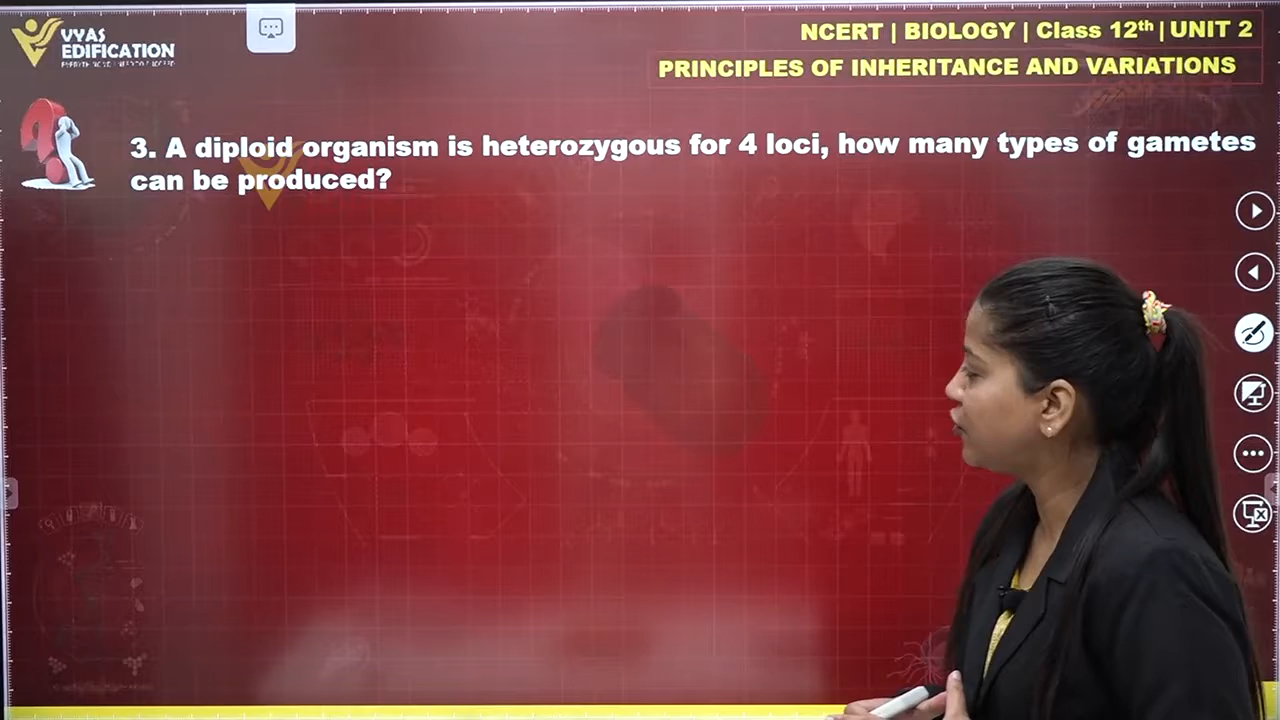 VYAS
EDIFICATION
NCERT | BIOLOGY | Class 12th | UNIT 2
PRINCIPLES OF INHERITANCE AND VARIATIONS
3. A diploid organism is heterozygous for 4 loci, how many types of gametes
can be produced?